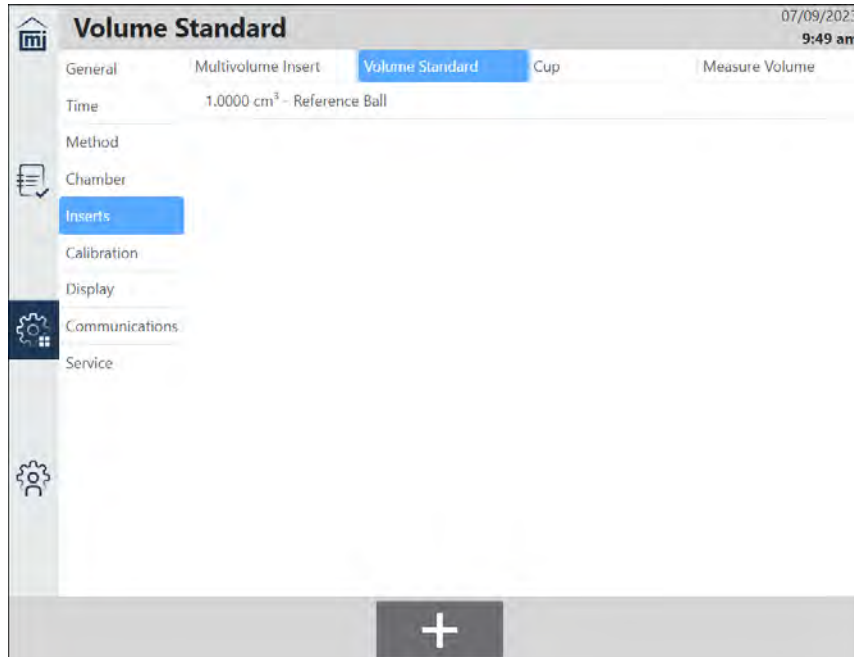 mi
Volume Standard
07/09/2023
9:49 am
General
Multivolume Insert
Volume Standard
Cup
Measure Volume
Time
1.0000 cm³ - Reference Ball
Method
Chamber
Inserts
Calibration
Display
Communications
Service
+